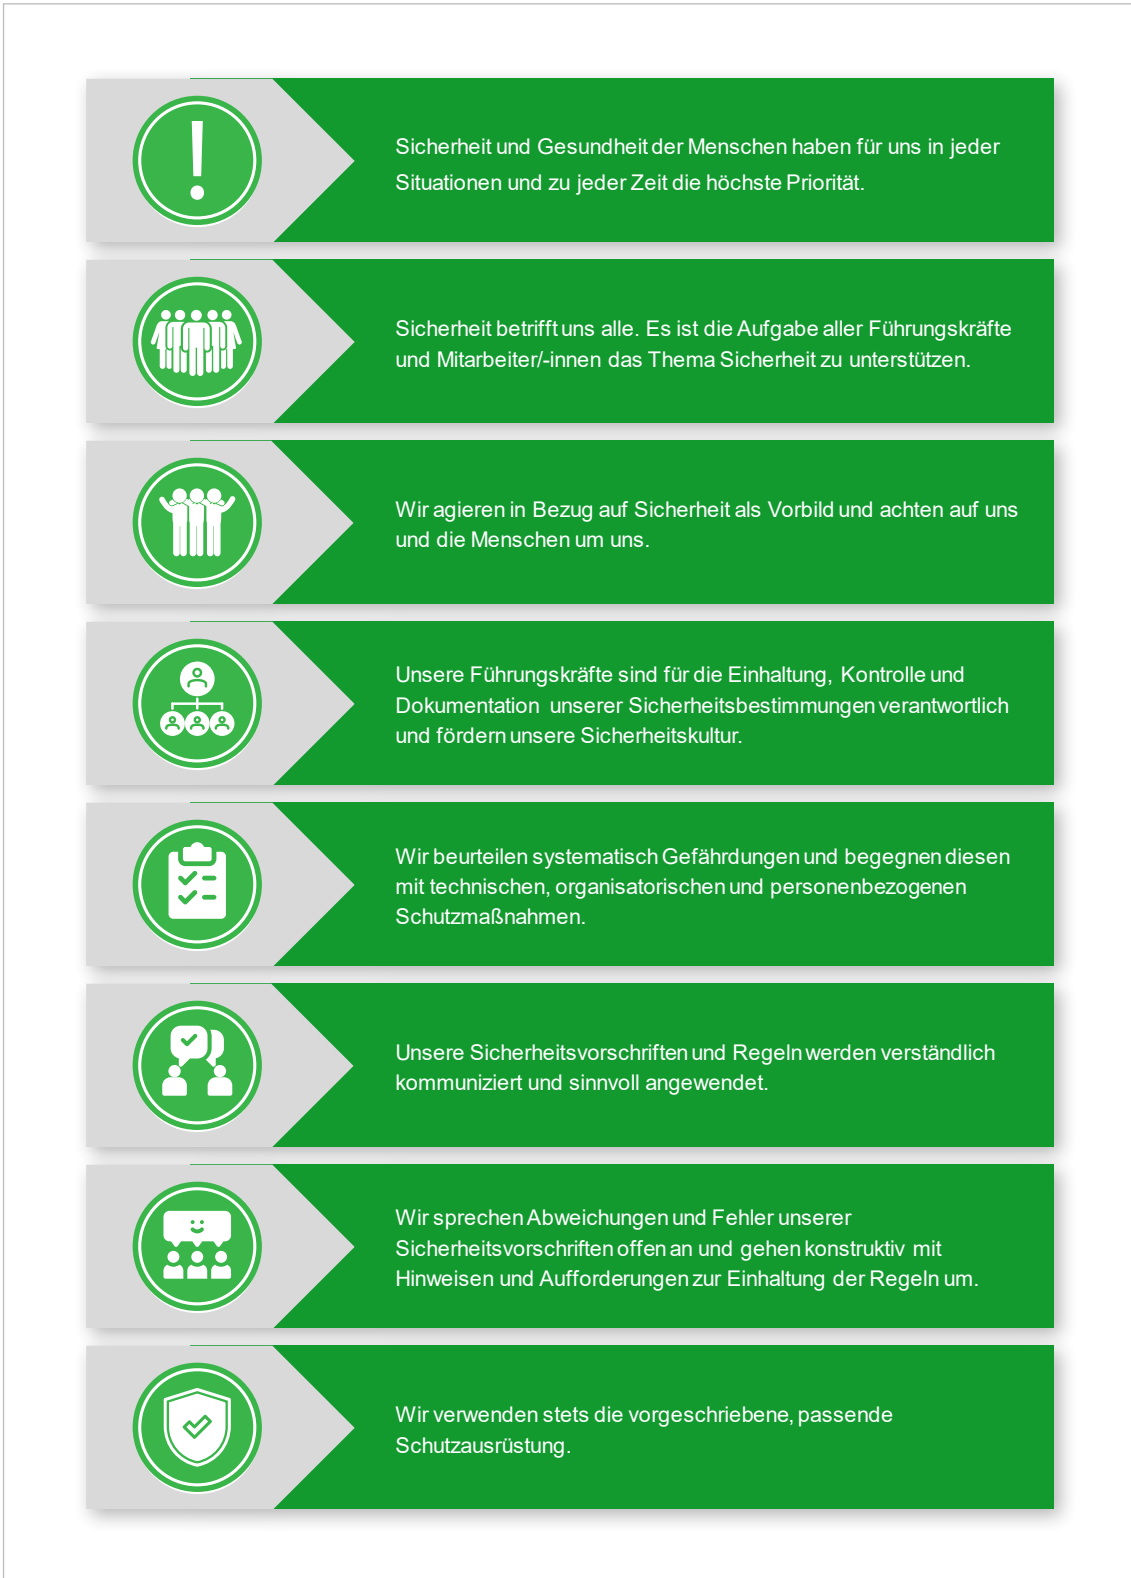 Sicherheit und Gesundheit der Menschen haben für uns in jeder
Situationen und zu jeder Zeit die höchste Priorität.
Sicherheit betrifft uns alle. Es ist die Aufgabe aller Führungskräfte
und Mitarbeiter/-innen das Thema Sicherheit zu unterstützen.
Wir agieren in Bezug auf Sicherheit als Vorbild und achten auf uns
und die Menschen um uns.
Unsere Führungskräfte sind für die Einhaltung, Kontrolle und
Dokumentation unserer Sicherheitsbestimmungen verantwortlich
und fördern unsere Sicherheitskultur.
Wir beurteilen systematisch Gefährdungen und begegnen diesen
mit technischen, organisatorischen und personenbezogenen
Schutzmaßnahmen.
Unsere Sicherheitsvorschriften und Regeln werden verständlich
kommuniziert und sinnvoll angewendet.
Wir sprechen Abweichungen und Fehler unserer
Sicherheitsvorschriften offen an und gehen konstruktiv mit
Hinweisen und Aufforderungen zur Einhaltung der Regeln um.
Wir verwenden stets die vorgeschriebene, passende
Schutzausrüstung.